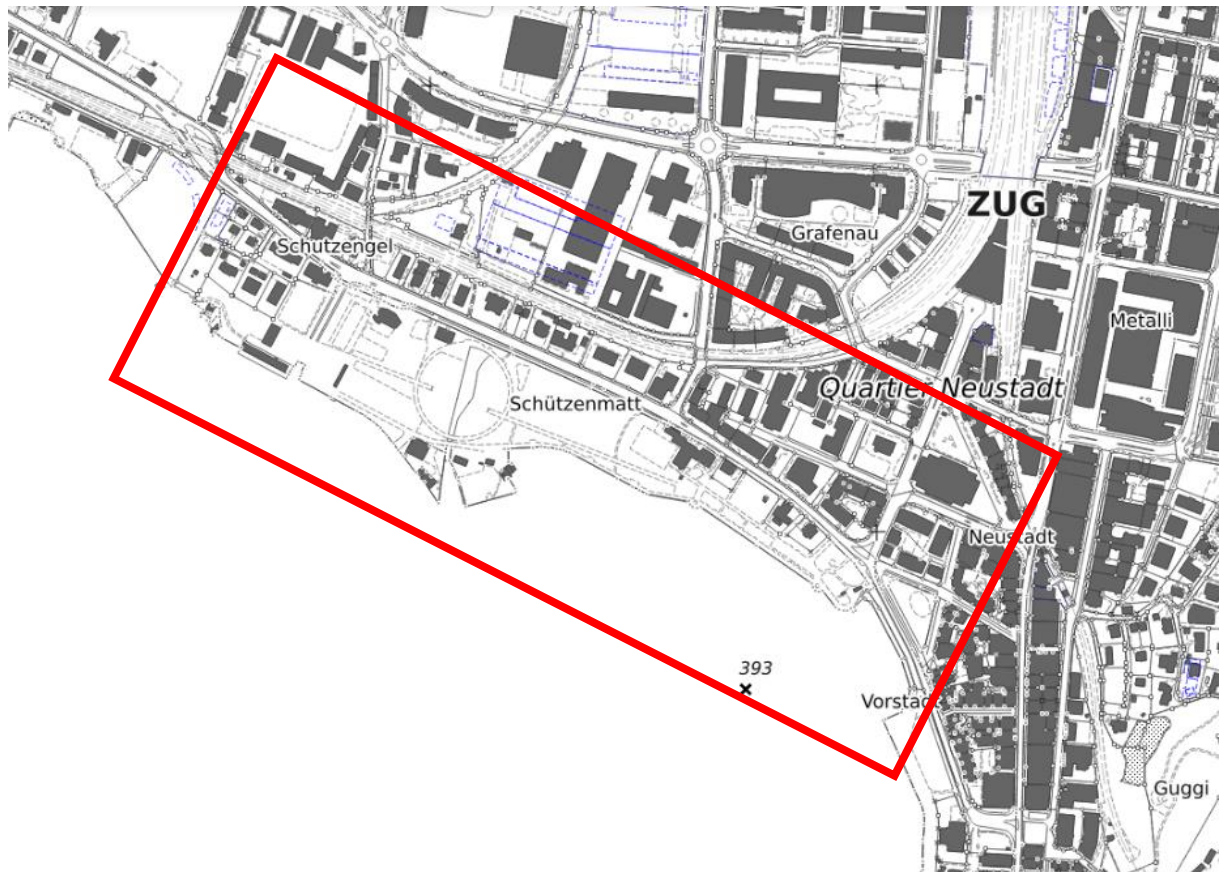 ZUG
Grafenau
Schutzengel
Metalli
Quartier Neustadt
Schützenmatt
Neustadt
393
Vorstadt
Guggi